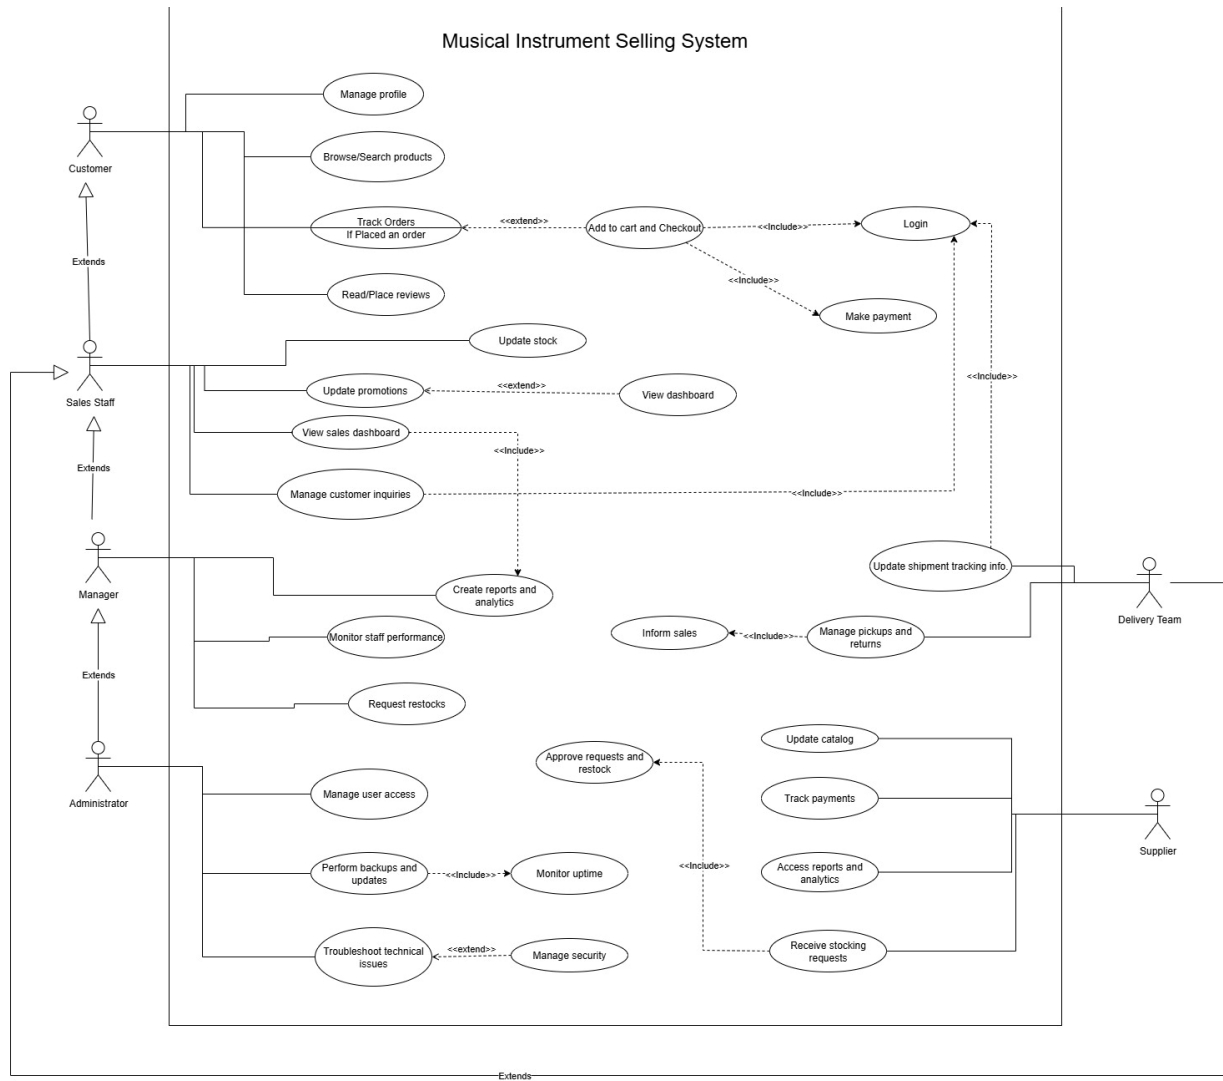 Musical Instrument Selling System
Manage profile
Customer
Browse/Search products
Track Orders
If Placed an order
<<extend>>
Add to cart and Checkout
<<Include>>
Login
Extends
<<Include>>
Read/Place reviews
Make payment
Update stock
Sales Staff
Update promotions
<<extend>>
View dashboard
<<Include>>
View sales dashboard
<<Include>>
Extends
Manage customer inquiries
<<Include>>
Manager
Create reports and
analytics
Update shipment tracking info.
Delivery Team
Monitor staff performance
Inform sales
<<Include>>
Manage pickups and
returns
Extends
Request restocks
Administrator
Approve requests and
restock
Update catalog
Manage user access
Track payments
Supplier
Perform backups and
updates
<<Include>>
Monitor uptime
<<Include>>
Access reports and
analytics
Troubleshoot technical
issues
<<extend>>
Manage security
Receive stocking
requests
Extends